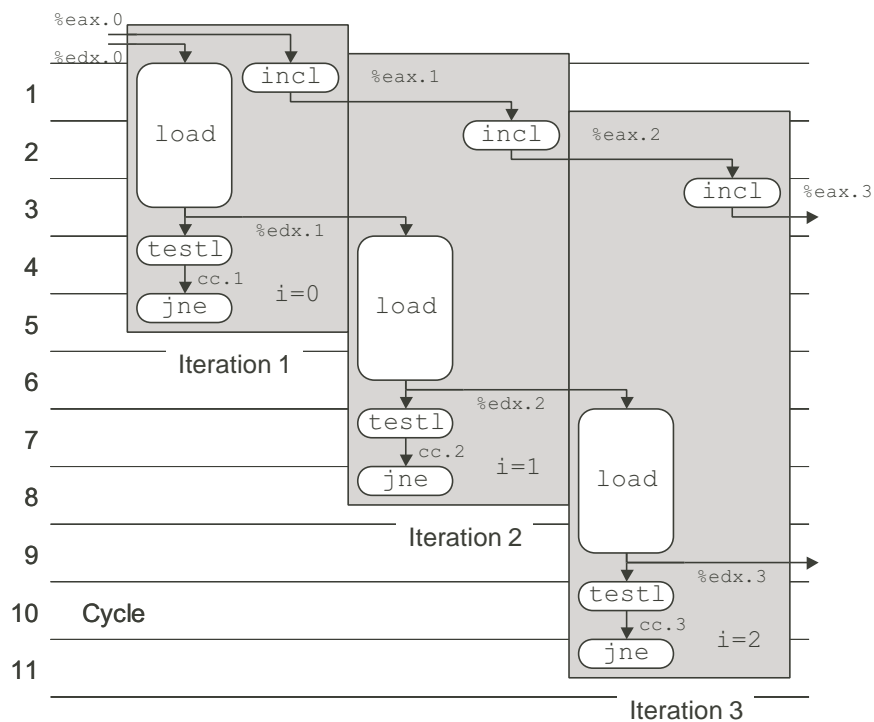 %eax.0
%edx.0
1
load
incl
%eax.1
2
incl
%eax.2
3
incl
%eax.3
%edx.1
4
testl
cc.1
load
5
jne
i=0
Iteration 1
6
%edx.2
7
testl
cc.2
load
8
jne
i=1
Iteration 2
9
%edx.3
10
Cycle
testl
cc.3
11
jne
i=2
Iteration 3